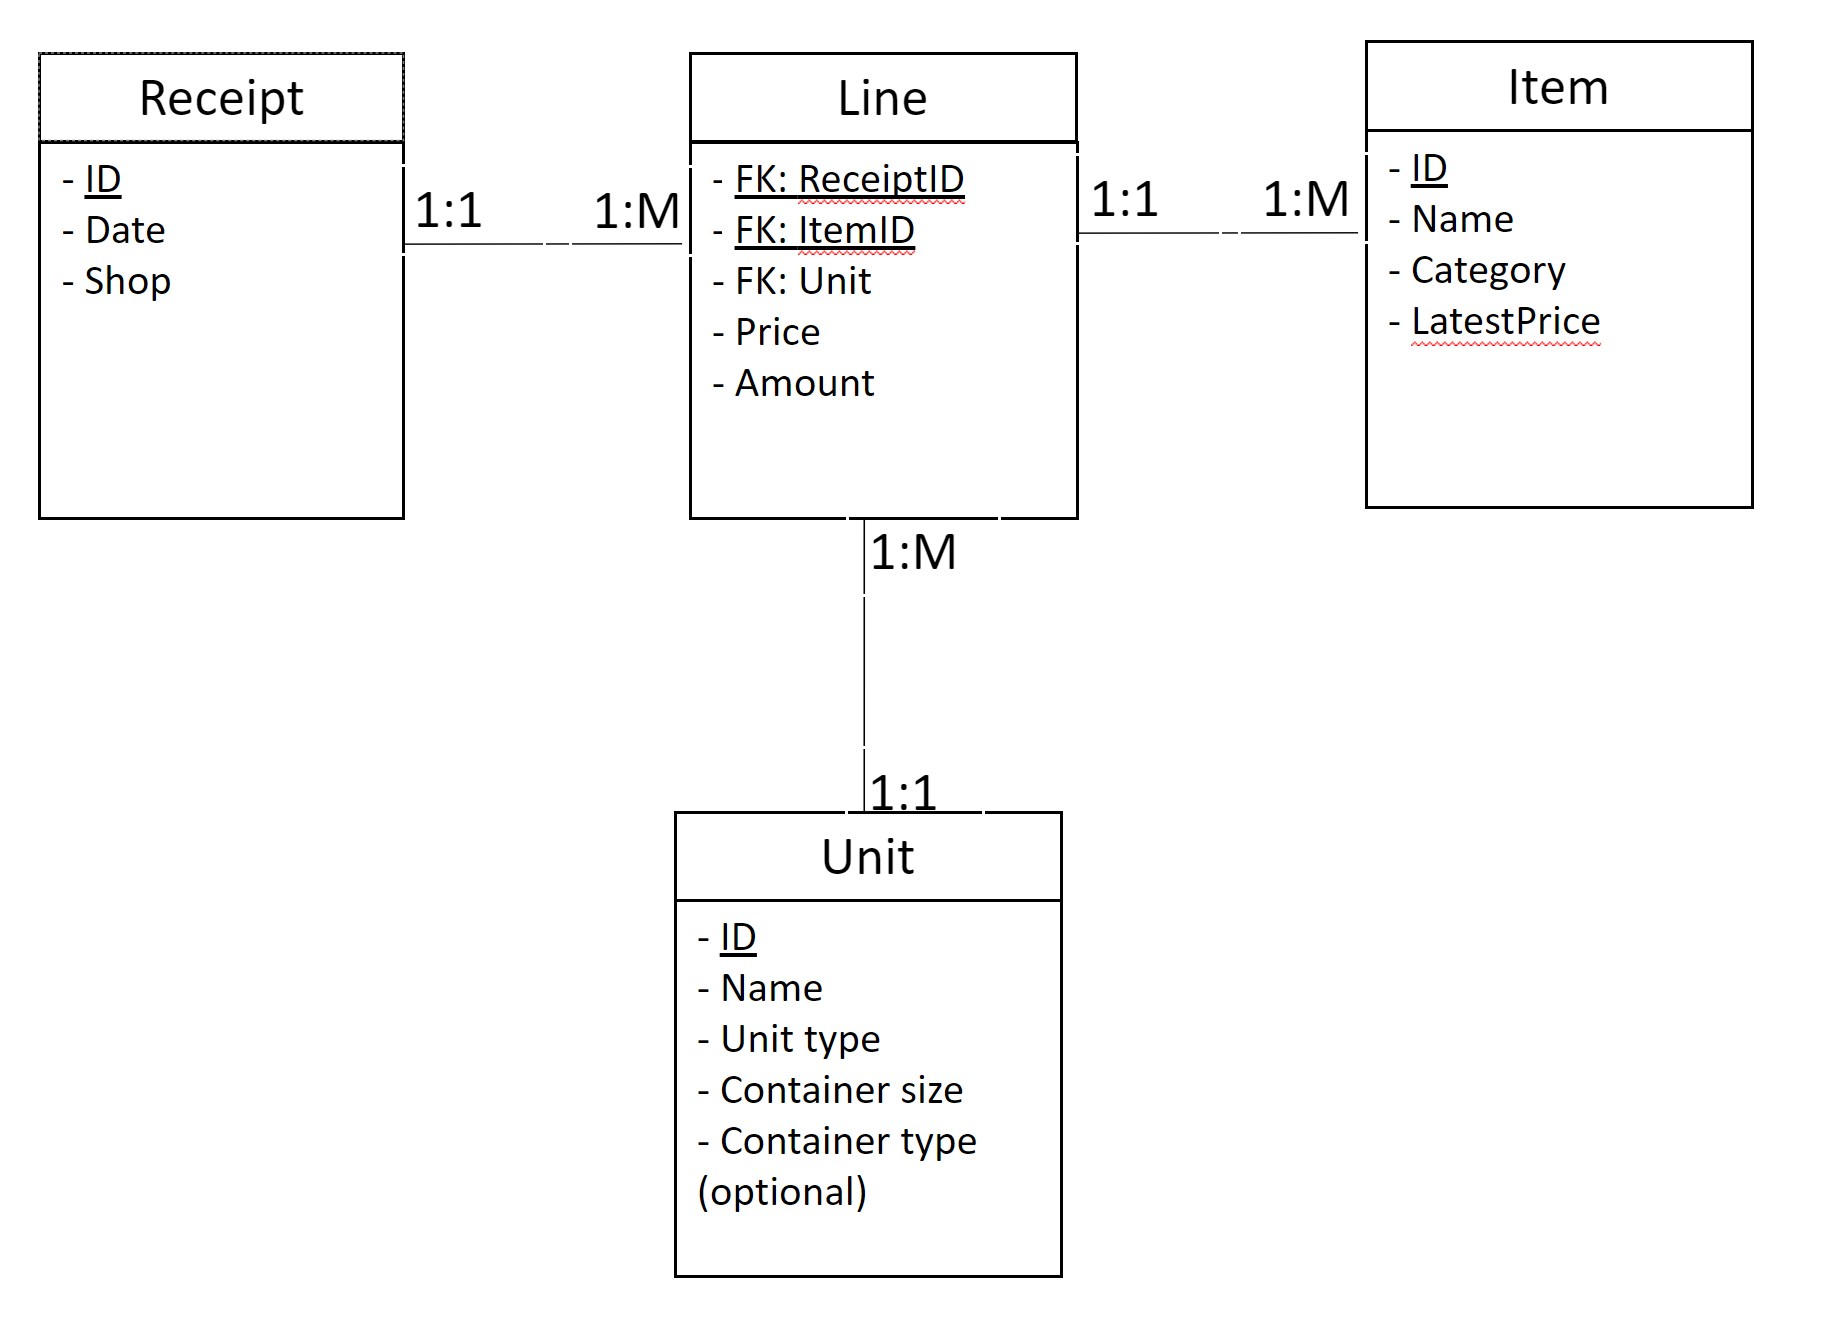 Receipt
- ID
- Date
- Shop
1:1
1:M
Line
- FK: ReceiptID
- FK: ItemID
- FK: Unit
- Price
- Amount
1:1
1:M
Item
- ID
- Name
- Category
- LatestPrice
1:M
1:1
Unit
- ID
- Name
- Unit type
- Container size
- Container type
(optional)